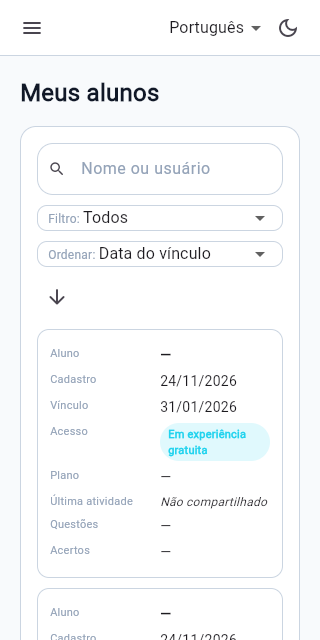 Português
Meus alunos
Nome ou usuário
Filtro: Todos
Ordenar: Data do vínculo
Aluno —
Cadastro 24/11/2026
Vínculo 31/01/2026
Acesso Em experiência
gratuita
Plano —
Última atividade Não compartilhado
Questões —
Acertos —
Aluno —
Cadastro 24/11/2026